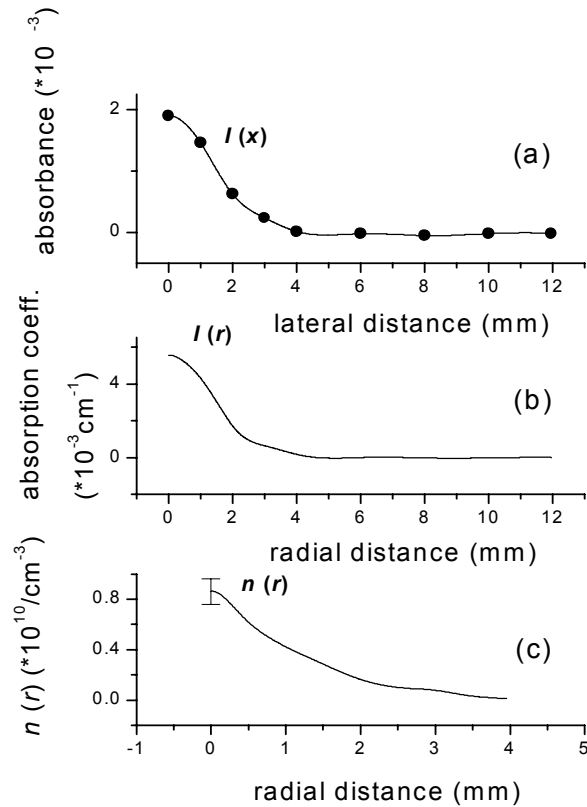 absorbance (*10⁻³)
2
0
I (x)
(a)
0 2 4 6 8 10 12
lateral distance (mm)
absorption coeff.
(*10⁻³cm⁻¹)
4
0
I (r)
(b)
0 2 4 6 8 10 12
radial distance (mm)
n (r) (*10¹⁰/cm⁻³)
0.8
0.4
0.0
n (r)
(c)
-1 0 1 2 3 4 5
radial distance (mm)